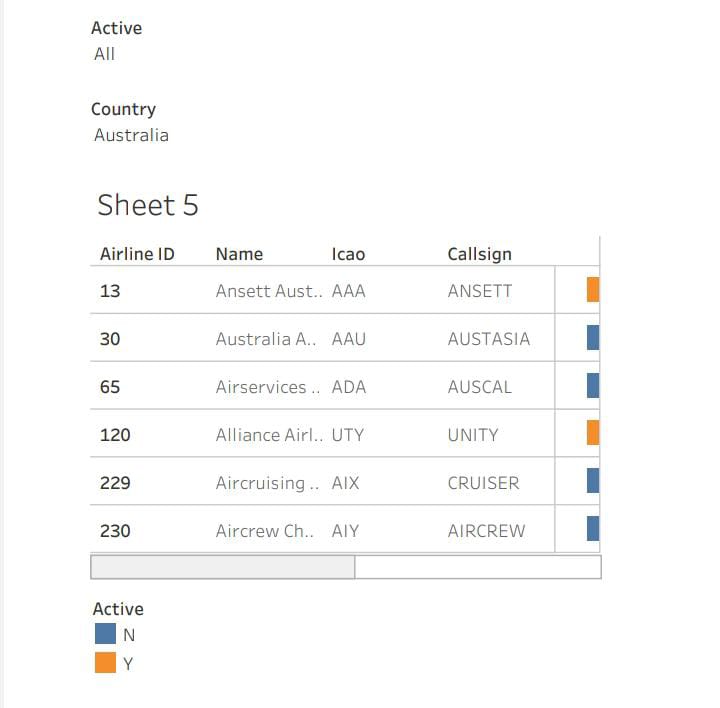 Active
All
Country
Australia
Sheet 5
Airline ID Name Icao Callsign
13 Ansett Aust.. AAA ANSETT
30 Australia A.. AAU AUSTASIA
65 Airservices .. ADA AUSCAL
120 Alliance Airl.. UTY UNITY
229 Aircruising .. AIX CRUISER
230 Aircrew Ch.. AIY AIRCREW
Active
N
Y